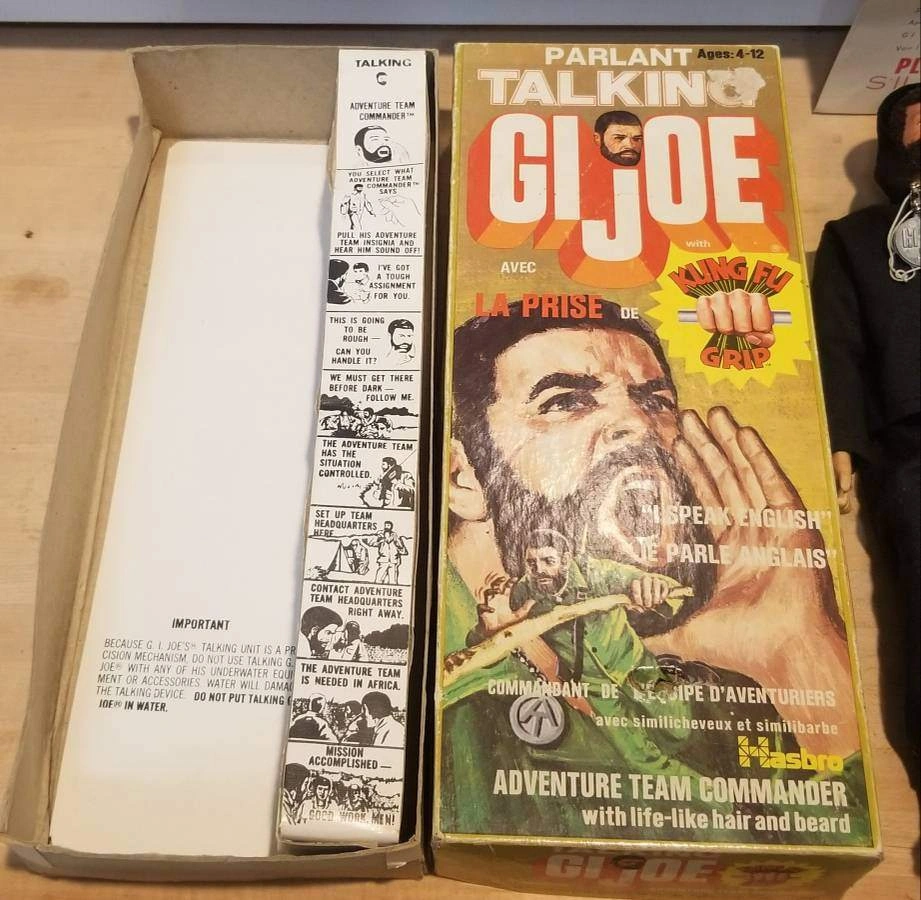 TALKING
ADVENTURE TEAM
COMMANDER™
YOU SELECT WHAT
ADVENTURE TEAM
COMMANDER™
SAYS
PULL HIS ADVENTURE
TEAM INSIGNIA AND
HEAR HIM SOUND OFF!
I'VE GOT
A TOUGH
ASSIGNMENT
FOR YOU.
THIS IS GOING
TO BE
ROUGH —
CAN YOU
HANDLE IT?
WE MUST GET THERE
BEFORE DARK —
FOLLOW ME.
THE ADVENTURE TEAM
HAS THE
SITUATION
CONTROLLED.
SET UP TEAM
HEADQUARTERS
HERE
CONTACT ADVENTURE
TEAM HEADQUARTERS
RIGHT AWAY.
THE ADVENTURE TEAM
IS NEEDED IN AFRICA.
MISSION
ACCOMPLISHED —
GOOD WORK, MEN!
IMPORTANT
BECAUSE G. I. JOE'S® TALKING UNIT IS A PR
CISION MECHANISM, DO NOT USE TALKING G.
JOE® WITH ANY OF HIS UNDERWATER EQUI
MENT OR ACCESSORIES. WATER WILL DAMA
THE TALKING DEVICE. DO NOT PUT TALKING
JOE® IN WATER.
PARLANT Ages: 4-12
TALKING
GI JOE
with
AVEC
KUNG FU
GRIP™
LA PRISE DE
"I SPEAK ENGLISH"
"JE PARLE ANGLAIS"
COMMANDANT DE L'EQUIPE D'AVENTURIERS
avec similicheveux et similibarbe
Hasbro
ADVENTURE TEAM COMMANDER
with life-like hair and beard
GI JOE